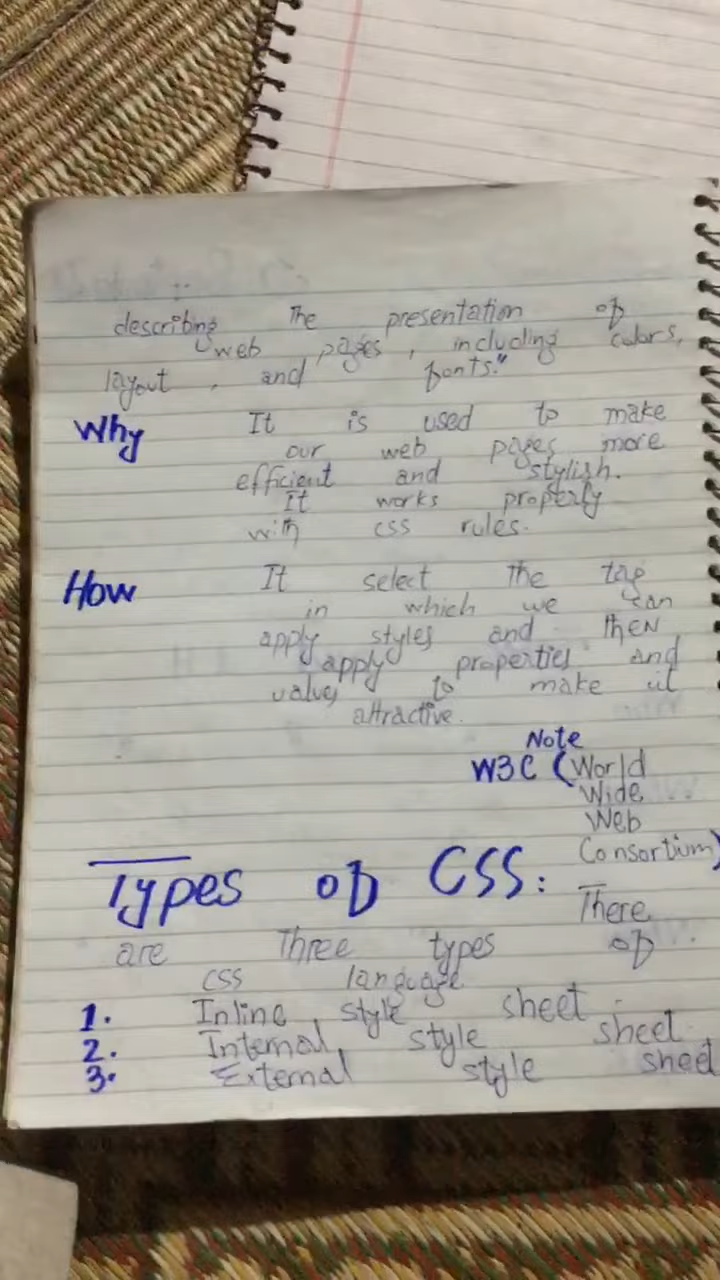 describing the presentation of
web pages, including colors,
layout, and fonts."
Why It is used to make
our web pages more
efficient and stylish.
It works properly
with css rules.
How It select the tag
in which we can
apply styles and then
apply properties and
values to make it
attractive.
Note
W3C (World
Wide
Web
Consortium)
Types of CSS: There
are three types of
css language
1. Inline style sheet.
2. Internal style sheet.
3. External style sheet